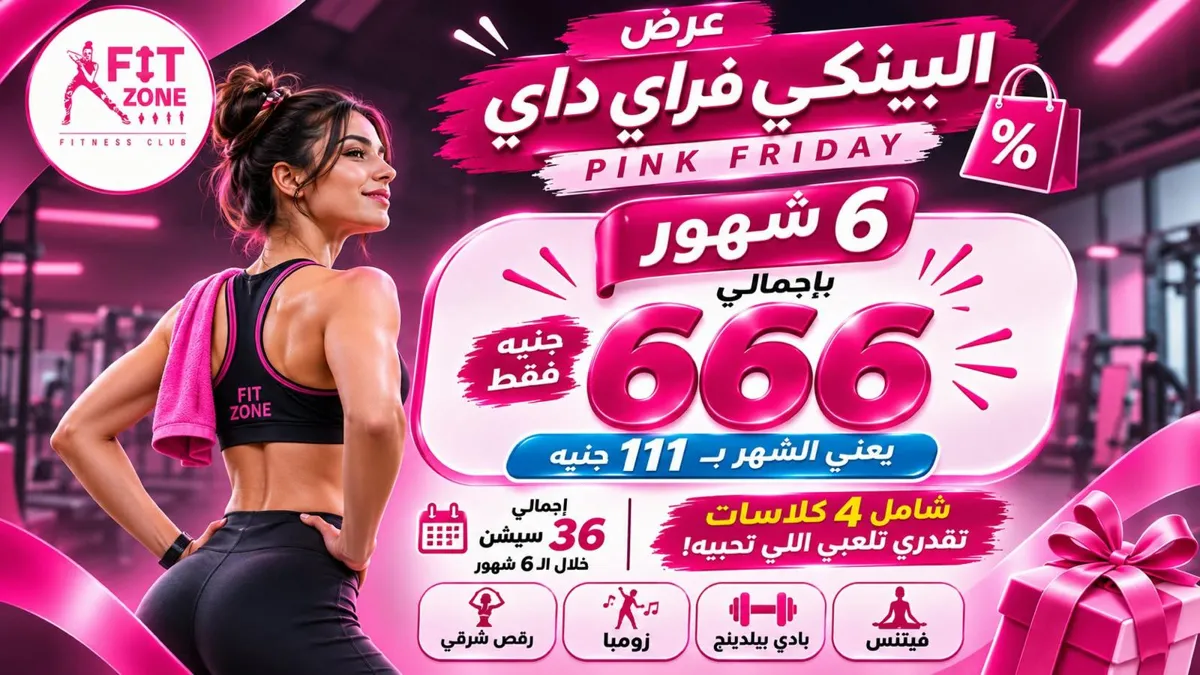 FIT
ZONE
FITNESS CLUB
عرض
البينكي فراي داي
PINK FRIDAY
%
6 شهور
بإجمالي
666
جنيه
فقط
يعني الشهر بـ 111 جنيه
FIT
ZONE
شامل 4 كلاسات
تقدري تلعبي اللي تحبيه!
إجمالي
36 سيشن
خلال الـ 6 شهور
فيتنس
بادي بيلدينج
زومبا
رقص شرقي